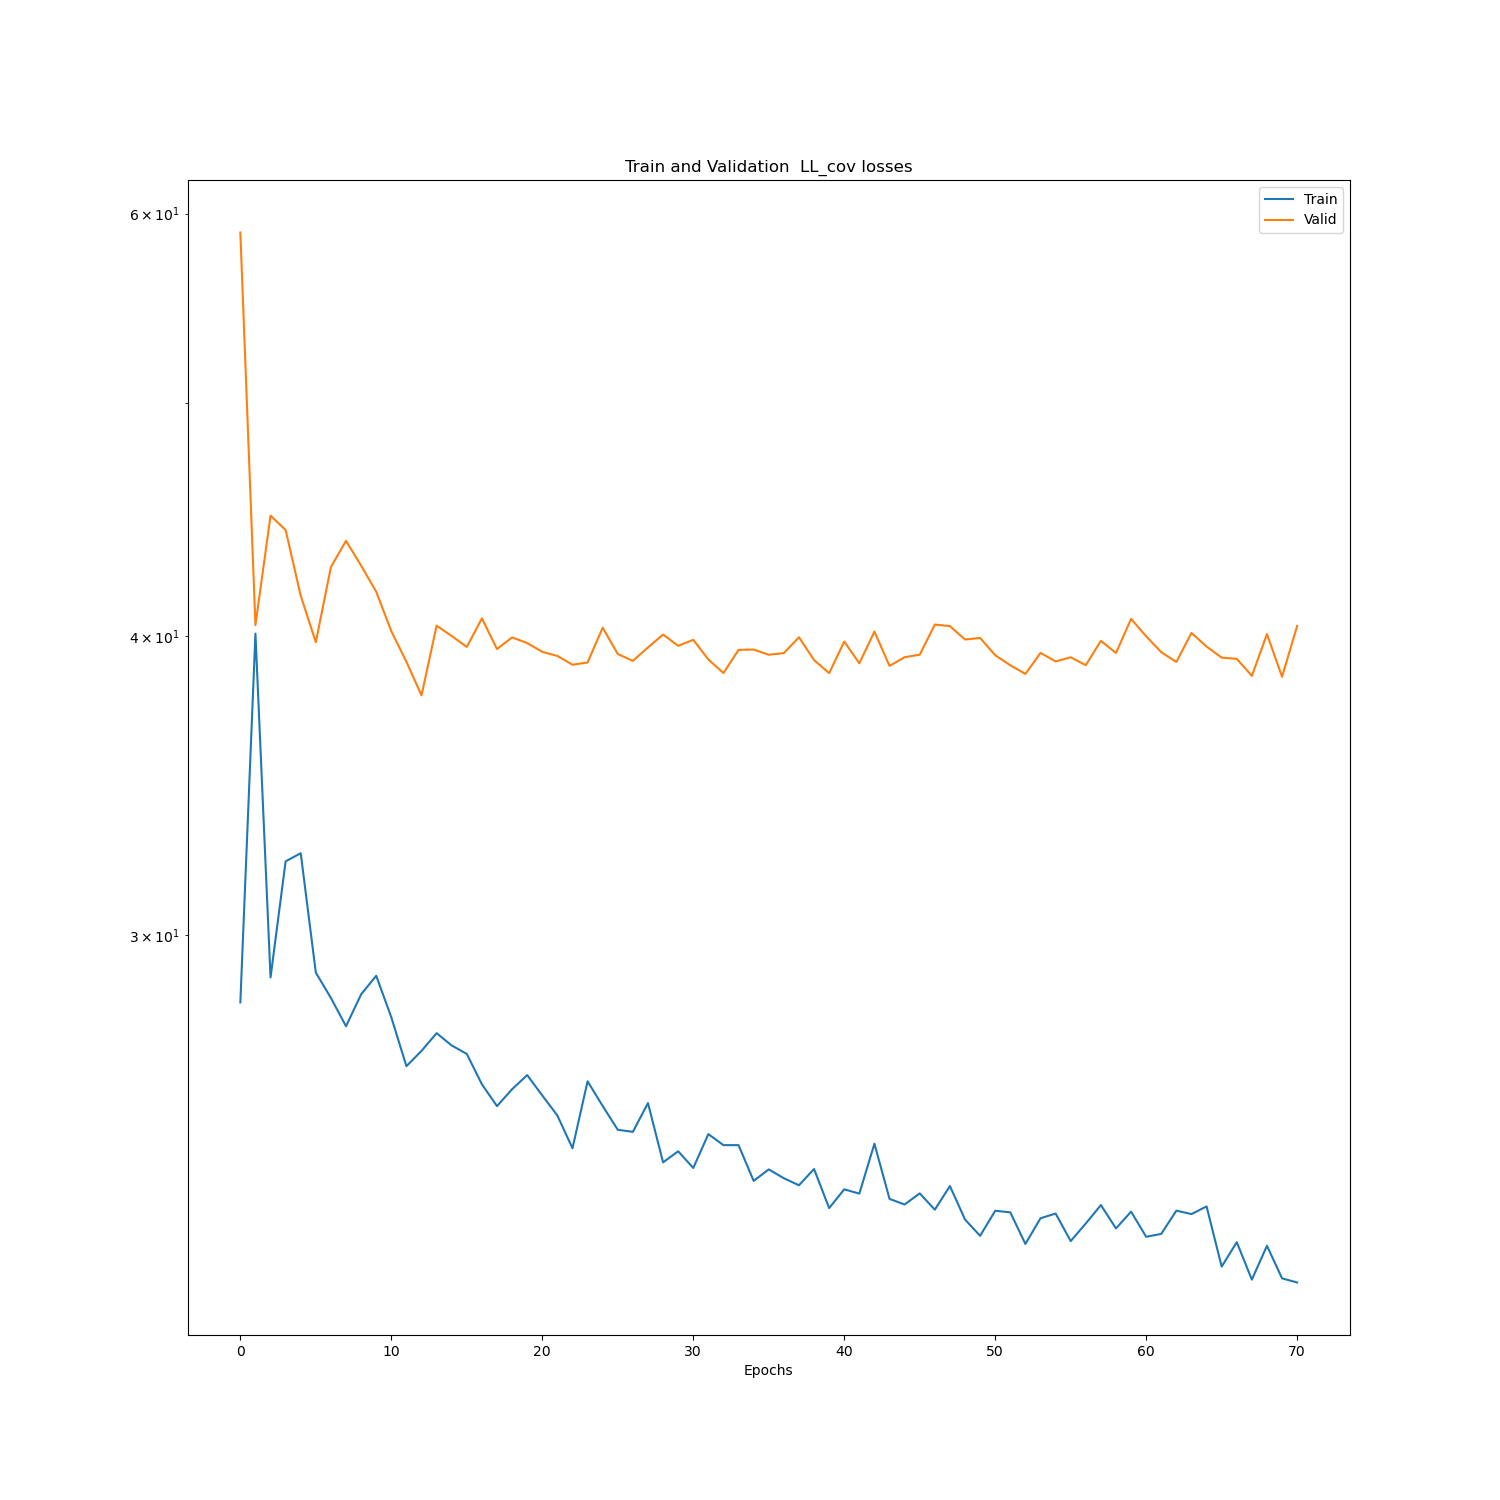 Train and Validation  LL_cov losses
Train
Valid
6 × 10¹
4 × 10¹
3 × 10¹
0 10 20 30 40 50 60 70
Epochs